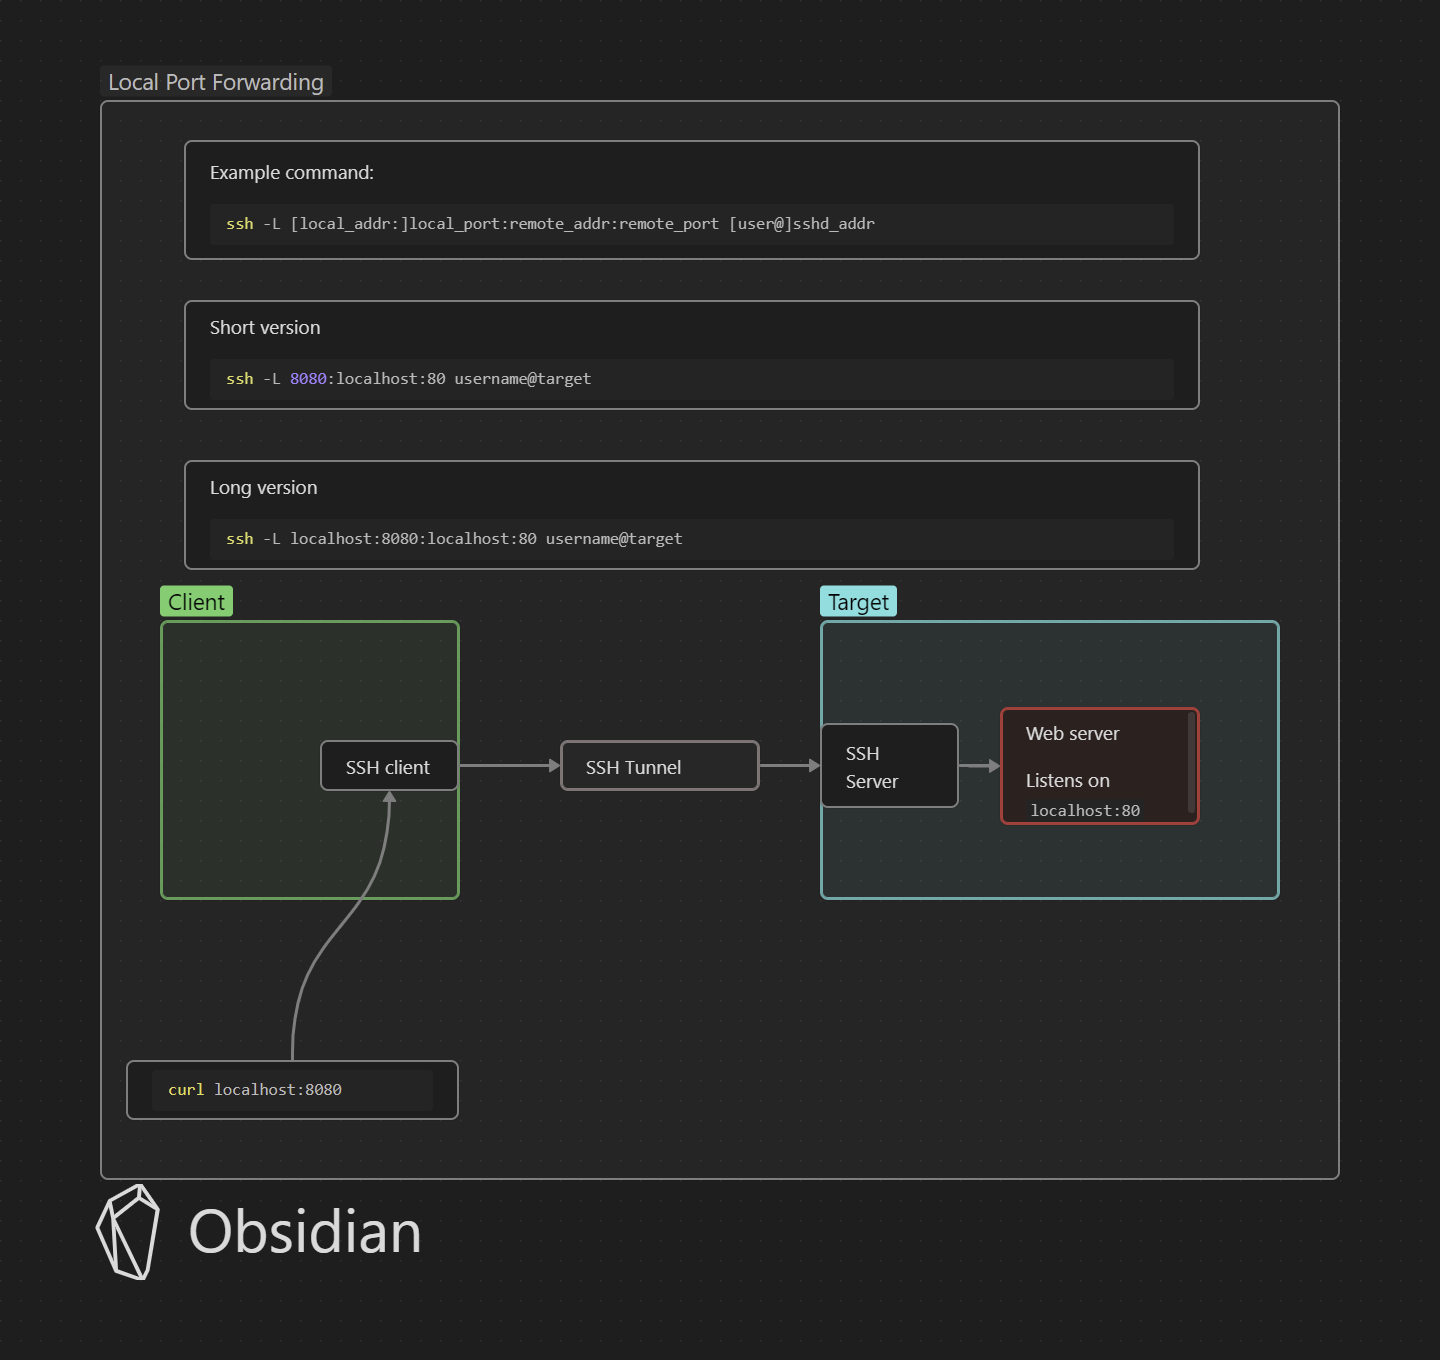 Local Port Forwarding
Example command:
ssh -L [local_addr:]local_port:remote_addr:remote_port [user@]sshd_addr
Short version
ssh -L 8080:localhost:80 username@target
Long version
ssh -L localhost:8080:localhost:80 username@target
Client
Target
SSH client
SSH Tunnel
SSH
Server
Web server
Listens on
localhost:80
curl localhost:8080
Obsidian